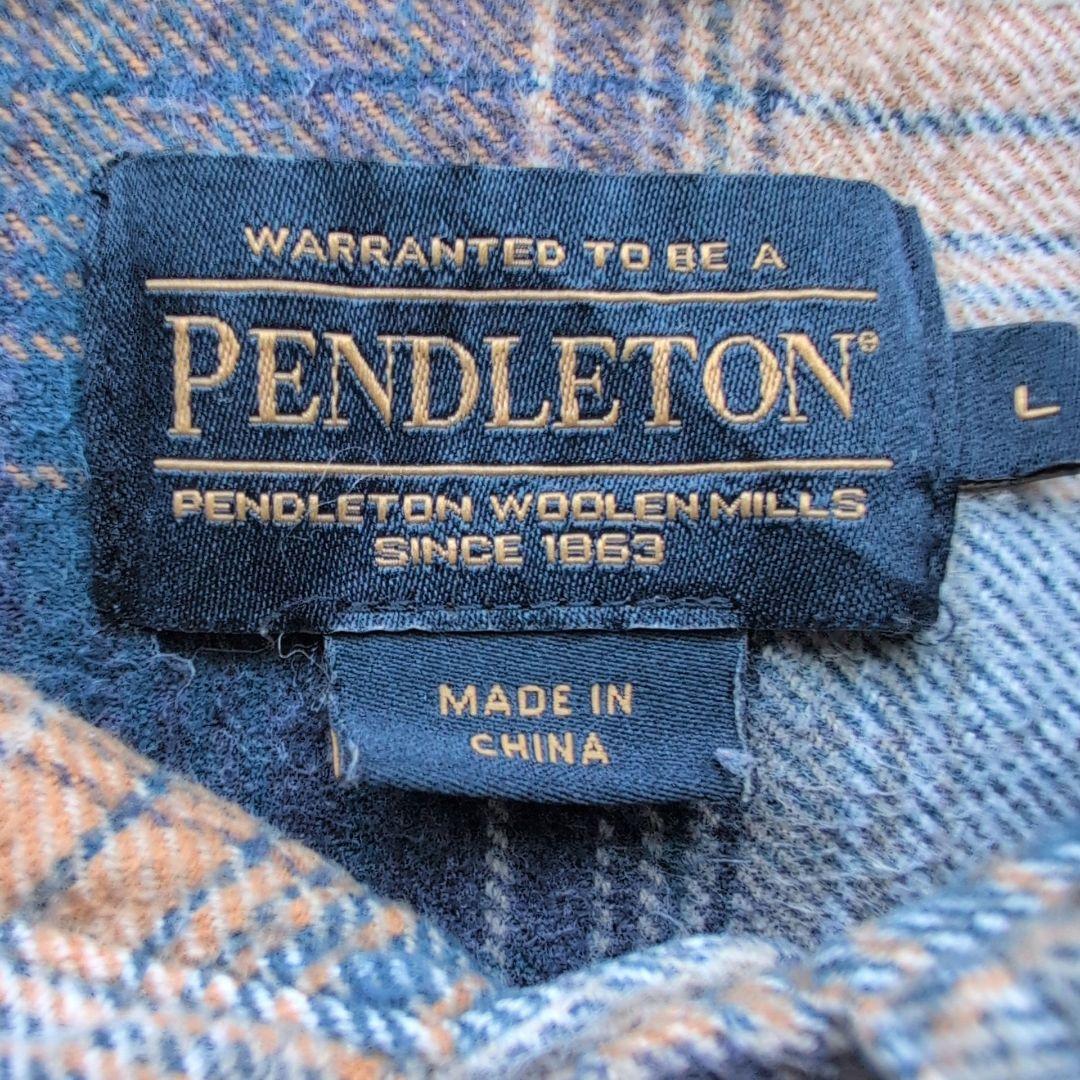 WARRANTED TO BE A
PENDLETON®
L
PENDLETON WOOLEN MILLS
SINCE 1863
MADE IN
CHINA